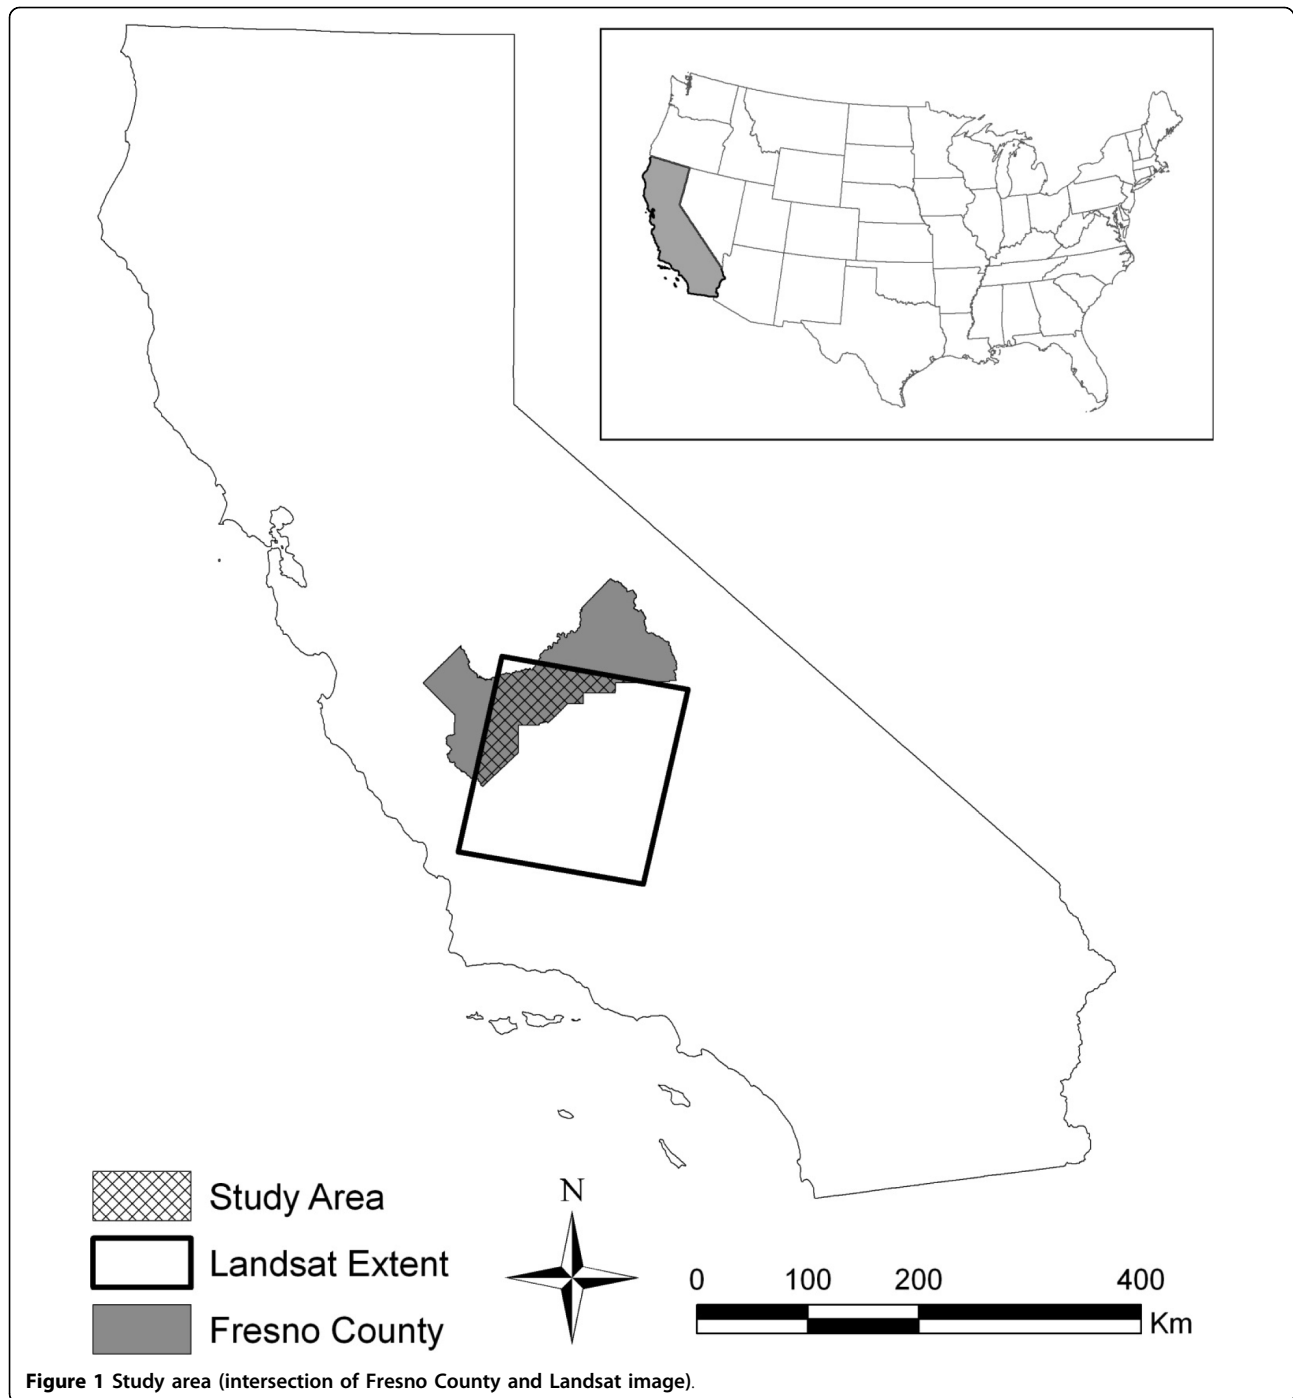 Study Area
Landsat Extent
Fresno County
N
0 100 200 400
Km
Figure 1 Study area (intersection of Fresno County and Landsat image).